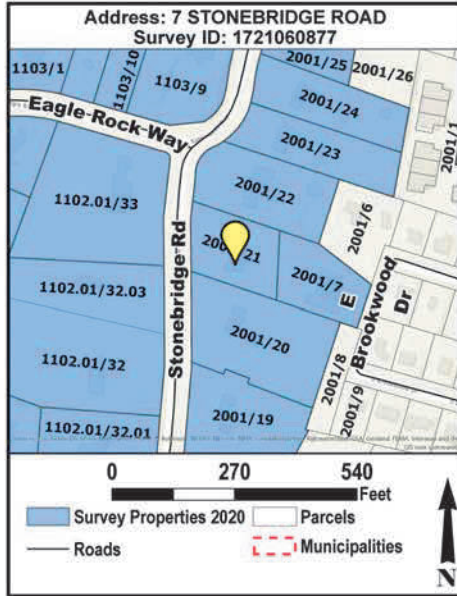 Address: 7 STONEBRIDGE ROAD
Survey ID: 1721060877
1103/1
1103/10
1103/9
2001/25
2001/26
2001/24
2001/23
2001/1
Eagle Rock Way
2001/22
2001/6
1102.01/33
Stonebridge Rd
2001/21
2001/7
E Brookwood Dr
1102.01/32.03
2001/20
2001/8
2001/9
1102.01/32
2001/19
1102.01/32.01
0 270 540
Feet
Survey Properties 2020
Parcels
Roads
Municipalities
N